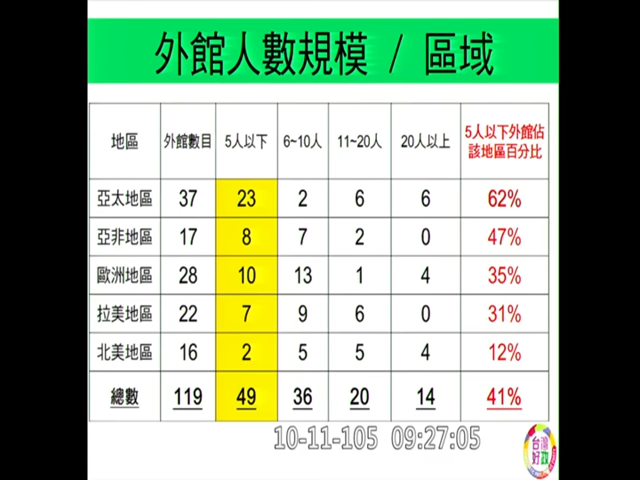 外館人數規模 / 區域
地區 外館數目 5人以下 6~10人 11~20人 20人以上 5人以下外館佔該地區百分比
亞太地區 37 23 2 6 6 62%
亞非地區 17 8 7 2 0 47%
歐洲地區 28 10 13 1 4 35%
拉美地區 22 7 9 6 0 31%
北美地區 16 2 5 5 4 12%
總數 119 49 36 20 14 41%
10-11-105 09:27:05
台灣
好政